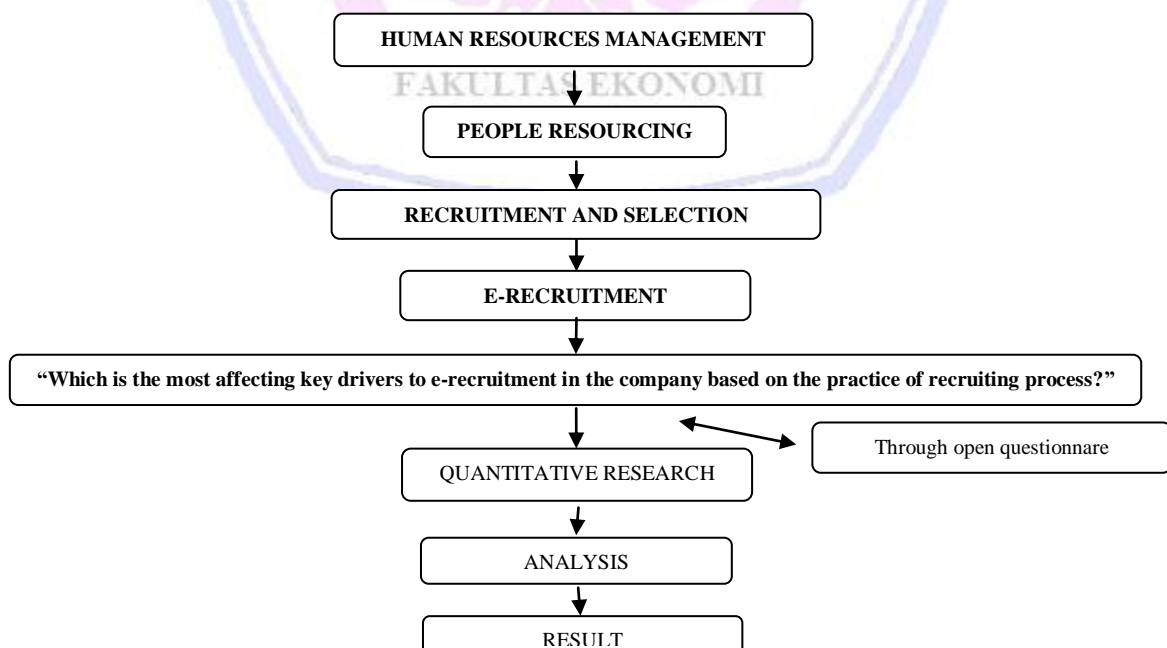 HUMAN RESOURCES MANAGEMENT
FAKULTAS EKONOMI
PEOPLE RESOURCING
RECRUITMENT AND SELECTION
E-RECRUITMENT
“Which is the most affecting key drivers to e-recruitment in the company based on the practice of recruiting process?”
Through open questionnare
QUANTITATIVE RESEARCH
ANALYSIS
RESULT